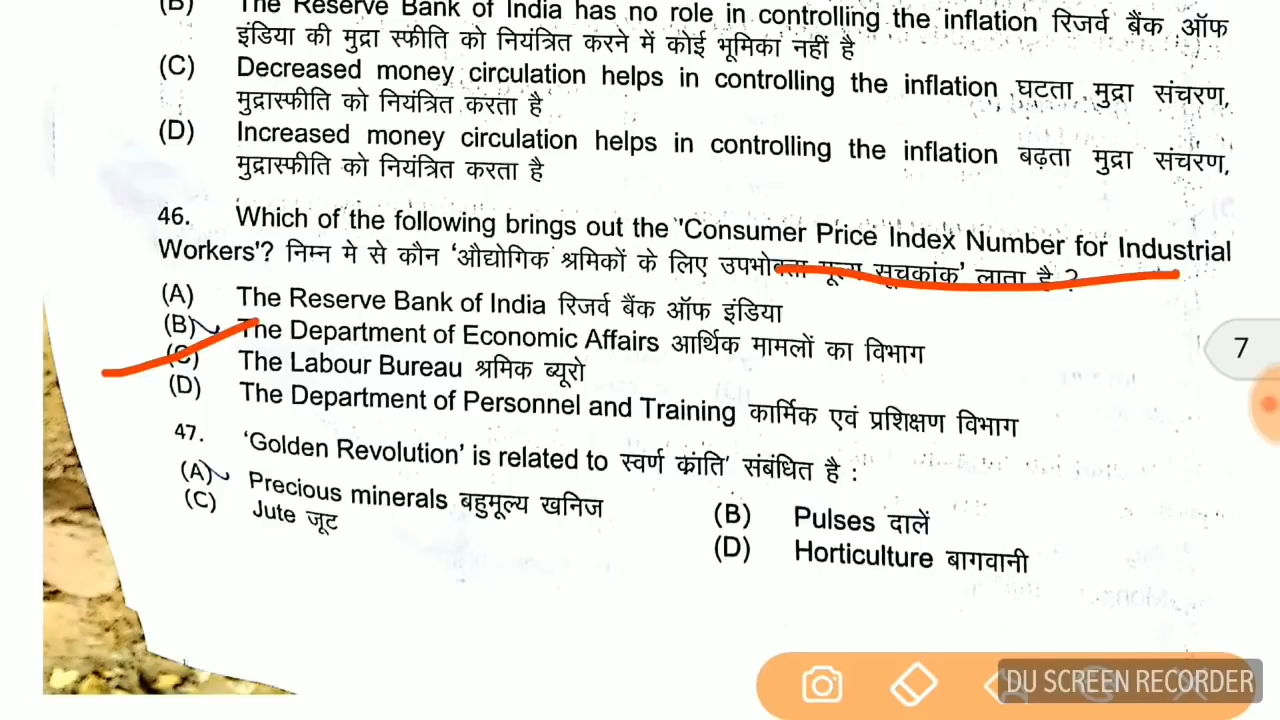 (B) The Reserve Bank of India has no role in controlling the inflation रिजर्व बैंक ऑफ
इंडिया की मुद्रा स्फीति को नियंत्रित करने में कोई भूमिका नहीं है
(C) Decreased money circulation helps in controlling the inflation घटता मुद्रा संचरण,
मुद्रास्फीति को नियंत्रित करता है
(D) Increased money circulation helps in controlling the inflation बढ़ता मुद्रा संचरण,
मुद्रास्फीति को नियंत्रित करता है
46. Which of the following brings out the 'Consumer Price Index Number for Industrial
Workers'? निम्न मे से कौन 'औद्योगिक श्रमिकों के लिए उपभोक्ता मूल्य सूचकांक' लाता है ?
(A) The Reserve Bank of India रिजर्व बैंक ऑफ इंडिया
(B) The Department of Economic Affairs आर्थिक मामलों का विभाग
(C) The Labour Bureau श्रमिक ब्यूरो
(D) The Department of Personnel and Training कार्मिक एवं प्रशिक्षण विभाग
47. 'Golden Revolution' is related to स्वर्ण क्रांति' संबंधित है :
(A) Precious minerals बहुमूल्य खनिज
(B) Pulses दालें
(C) Jute जूट
(D) Horticulture बागवानी
7
DU SCREEN RECORDER